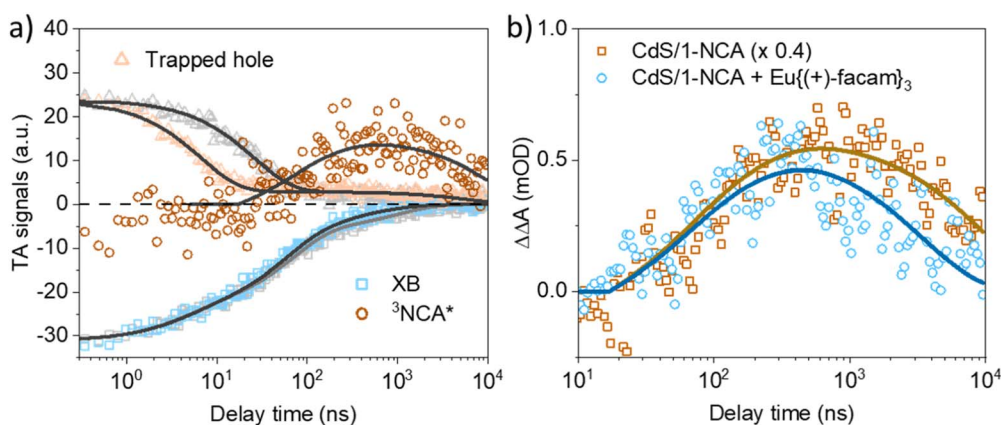 a)
40
30
20
10
0
-10
-20
-30
TA signals (a.u.)
Trapped hole
XB
³NCA*
10⁰
10¹
10²
10³
10⁴
Delay time (ns)
b)
1.0
0.5
0.0
ΔΔA (mOD)
CdS/1-NCA (x 0.4)
CdS/1-NCA + Eu{(+)-facam}₃
10¹
10²
10³
10⁴
Delay time (ns)